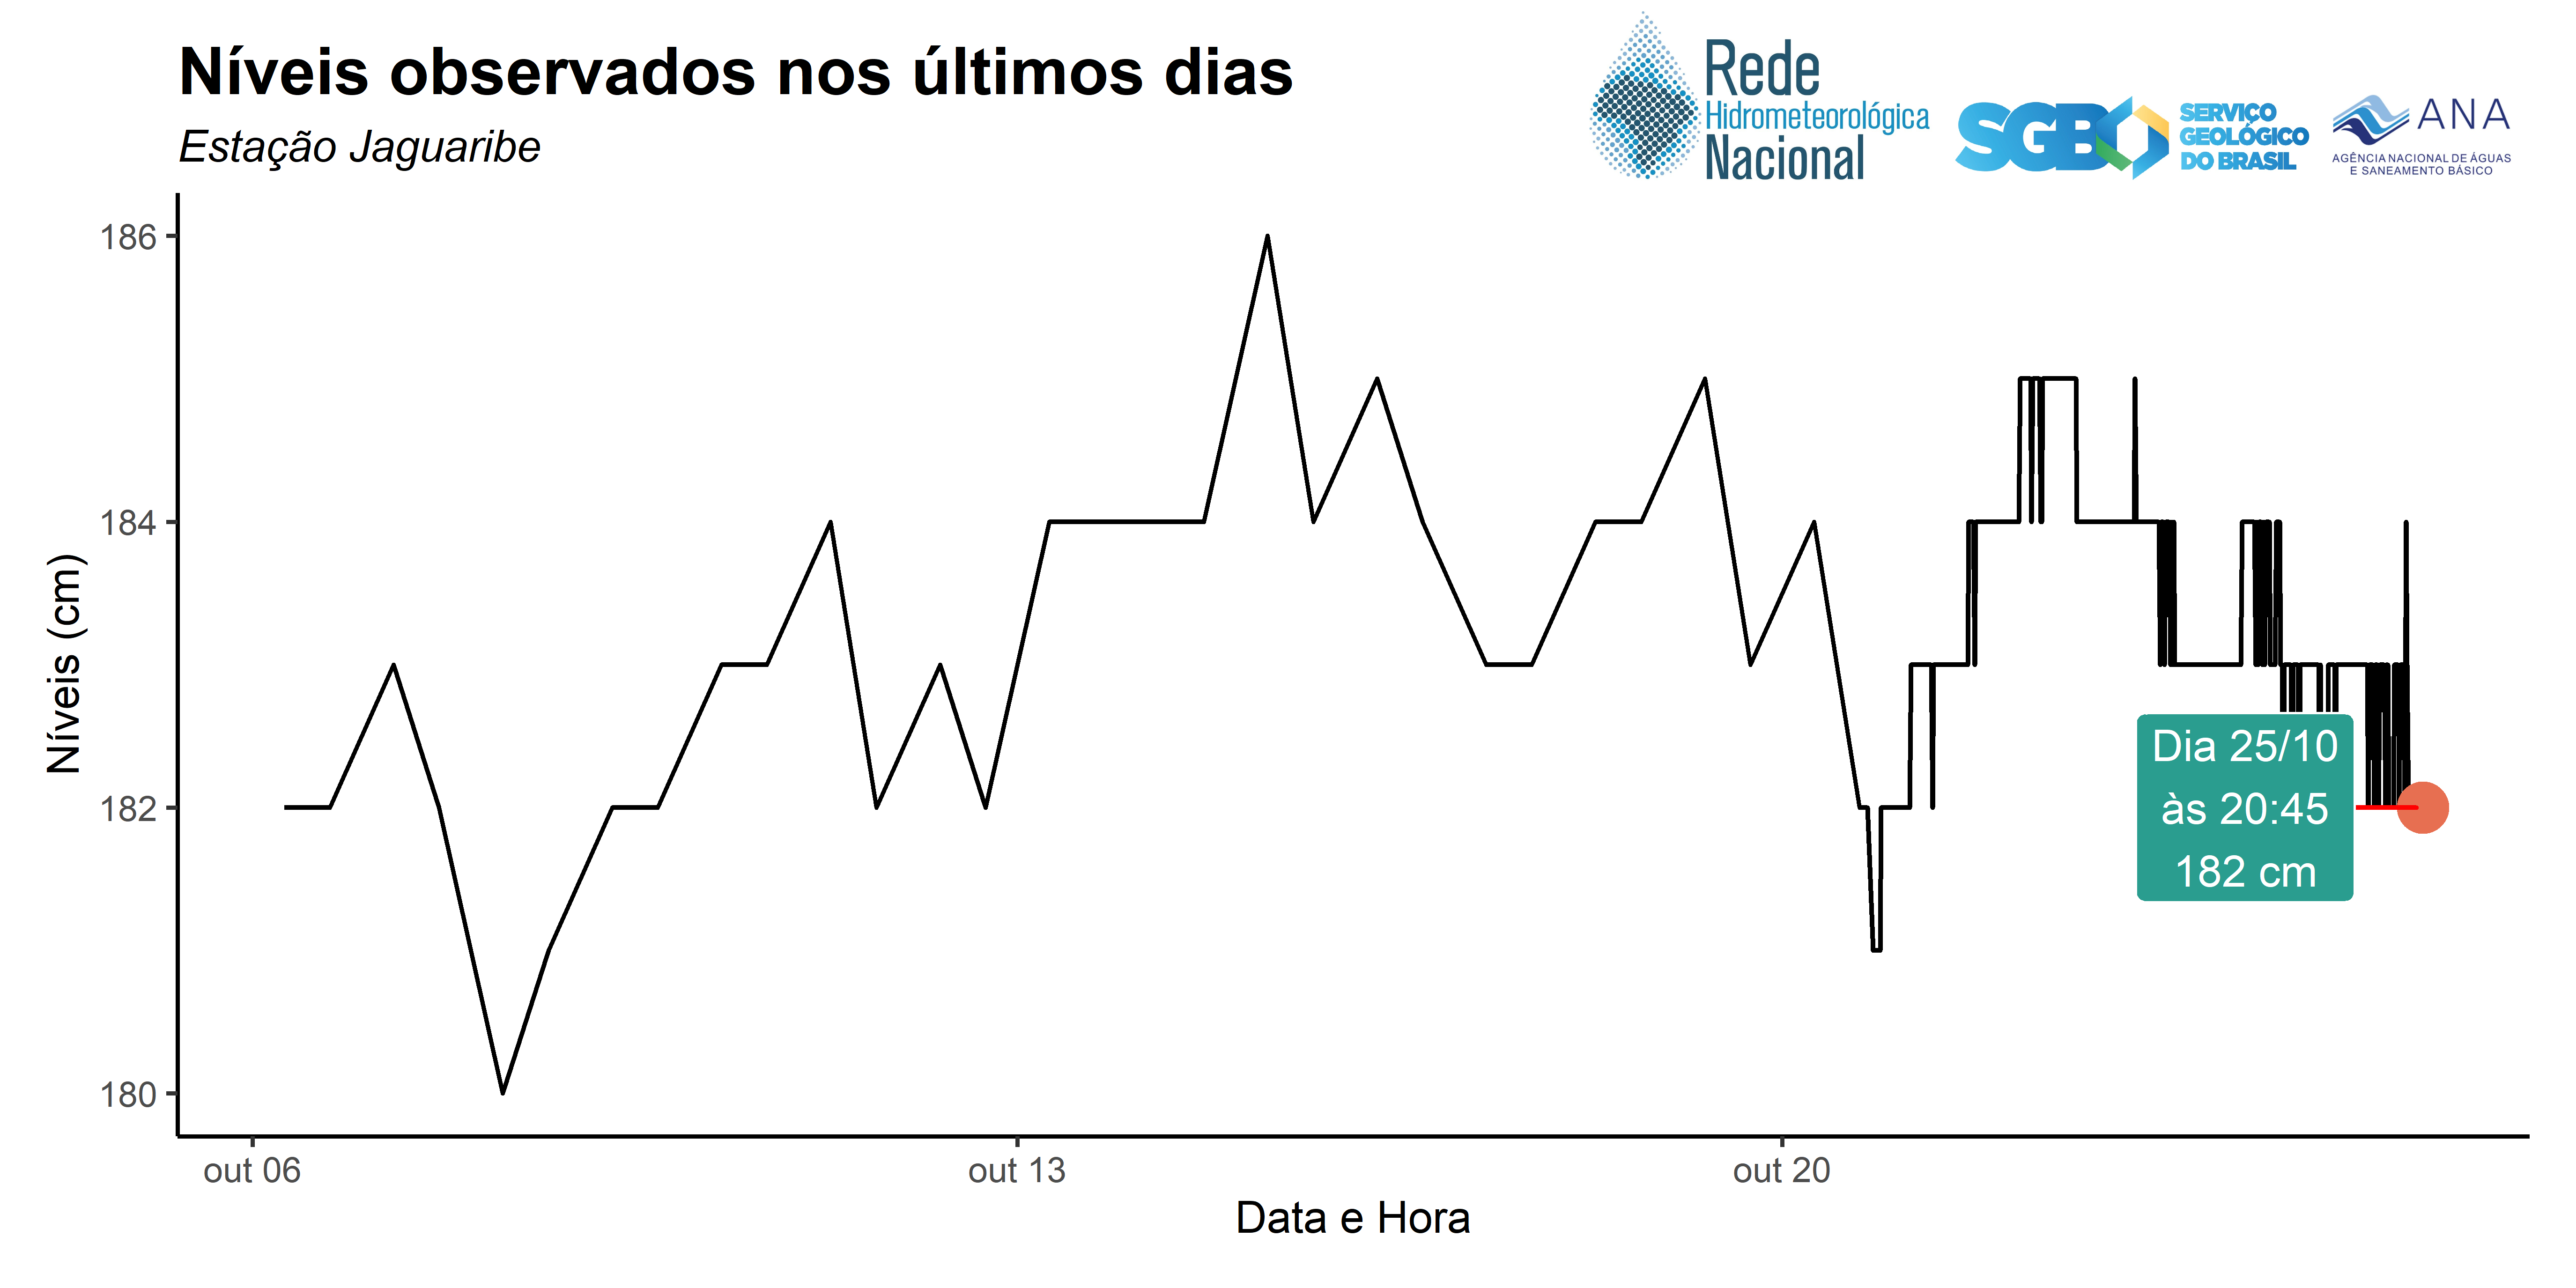 Níveis observados nos últimos dias
Estação Jaguaribe
Rede
Hidrometeorológica
Nacional
SGB
SERVIÇO
GEOLÓGICO
DO BRASIL
ANA
AGÊNCIA NACIONAL DE ÁGUAS
E SANEAMENTO BÁSICO
186
184
182
180
Níveis (cm)
Dia 25/10
às 20:45
182 cm
out 06
out 13
out 20
Data e Hora